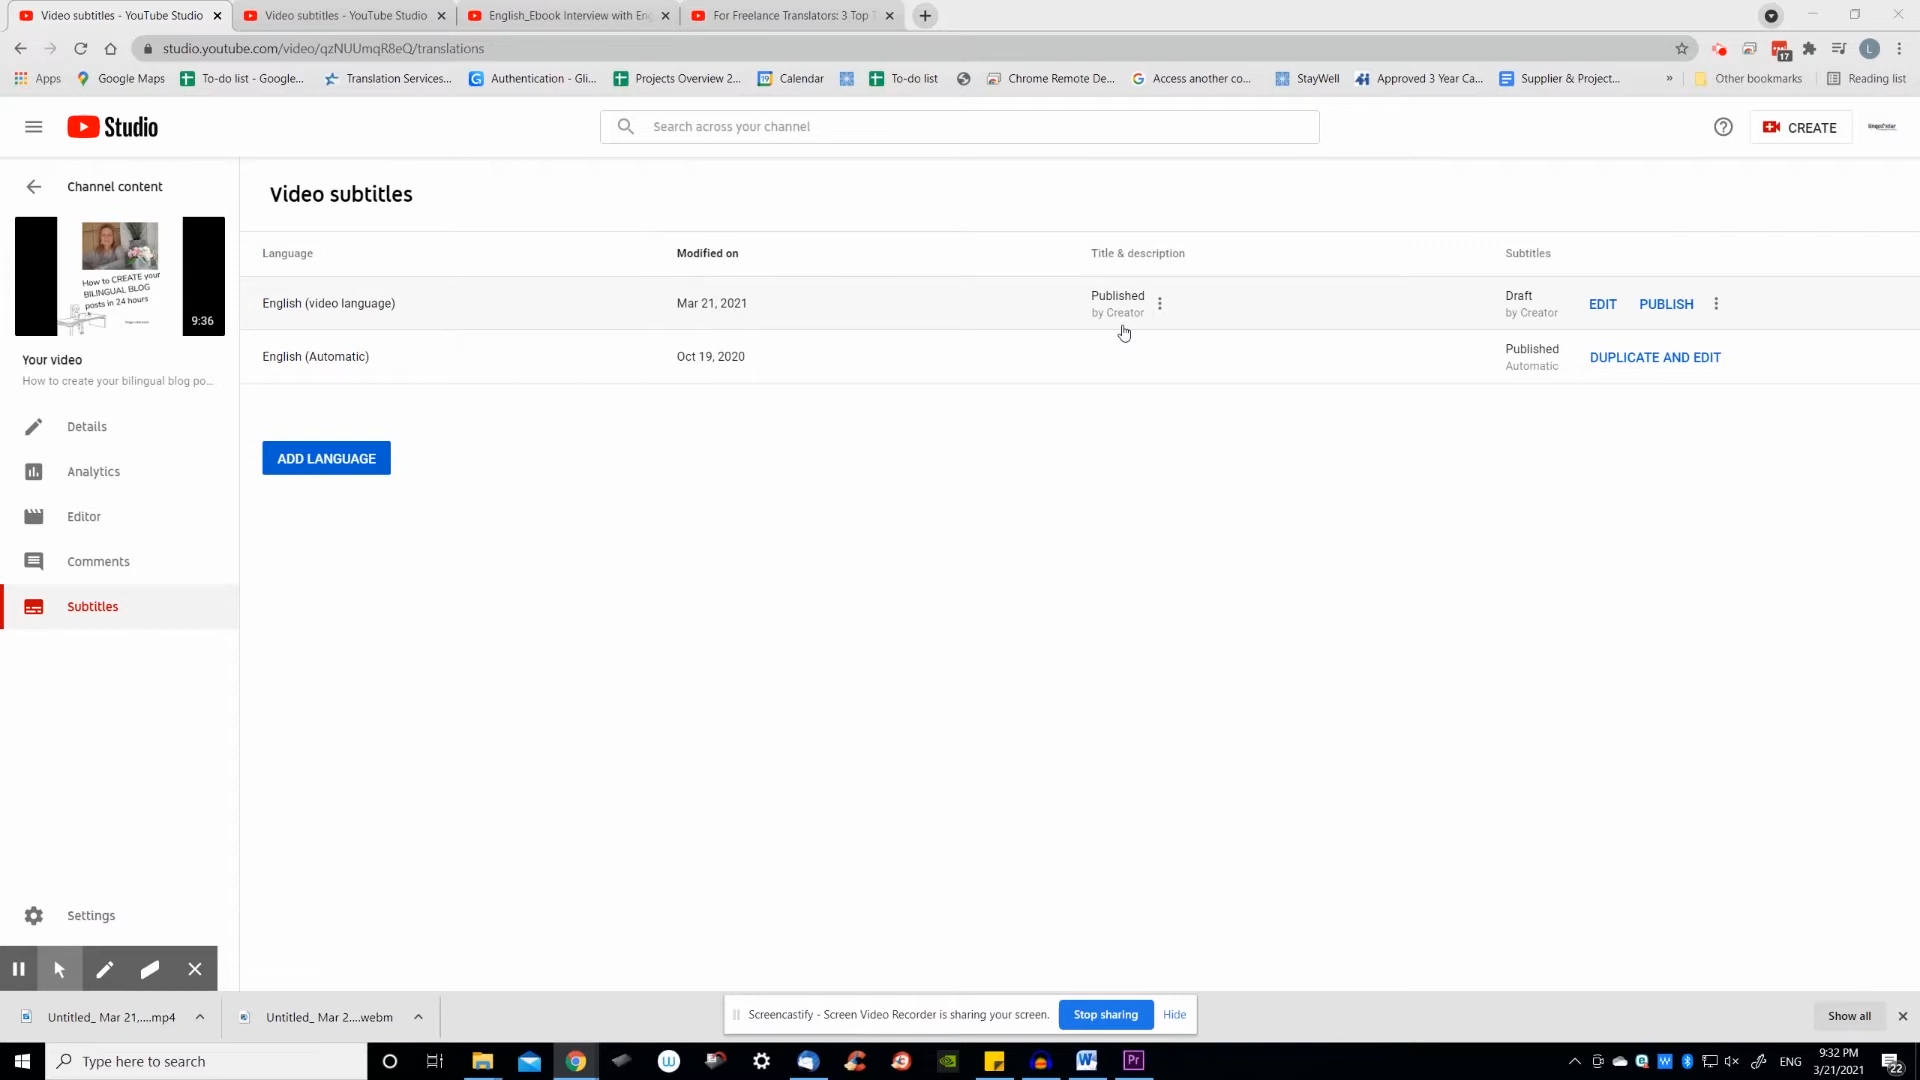 Video subtitles - YouTube Studio
Video subtitles - YouTube Studio
English_Ebook Interview with En
For Freelance Translators: 3 Top T
studio.youtube.com/video/qzNUUmqR8eQ/translations
17
L
Apps
Google Maps
To-do list - Google...
Translation Services...
Authentication - Gli...
Projects Overview 2...
Calendar
To-do list
Chrome Remote De...
Access another co...
StayWell
Approved 3 Year Ca...
Supplier & Project...
»
Other bookmarks
Reading list
Studio
Search across your channel
CREATE
Channel content
How to CREATE your
BILINGUAL BLOG
posts in 24 hours
9:36
Your video
How to create your bilingual blog po...
Details
Analytics
Editor
Comments
Subtitles
Settings
Video subtitles
Language
Modified on
Title & description
Subtitles
English (video language)
Mar 21, 2021
Published
by Creator
Draft
by Creator
EDIT
PUBLISH
English (Automatic)
Oct 19, 2020
Published
Automatic
DUPLICATE AND EDIT
ADD LANGUAGE
Untitled_ Mar 21,....mp4
Untitled_ Mar 2....webm
Screencastify - Screen Video Recorder is sharing your screen.
Stop sharing
Hide
Show all
Type here to search
W
Pr
ENG
9:32 PM
3/21/2021
22